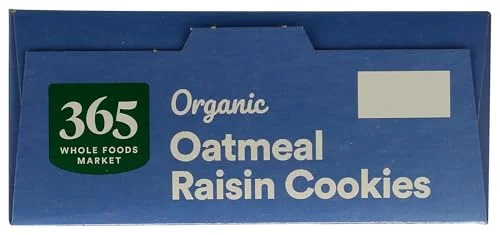 365
WHOLE FOODS
MARKET
Organic
Oatmeal
Raisin Cookies